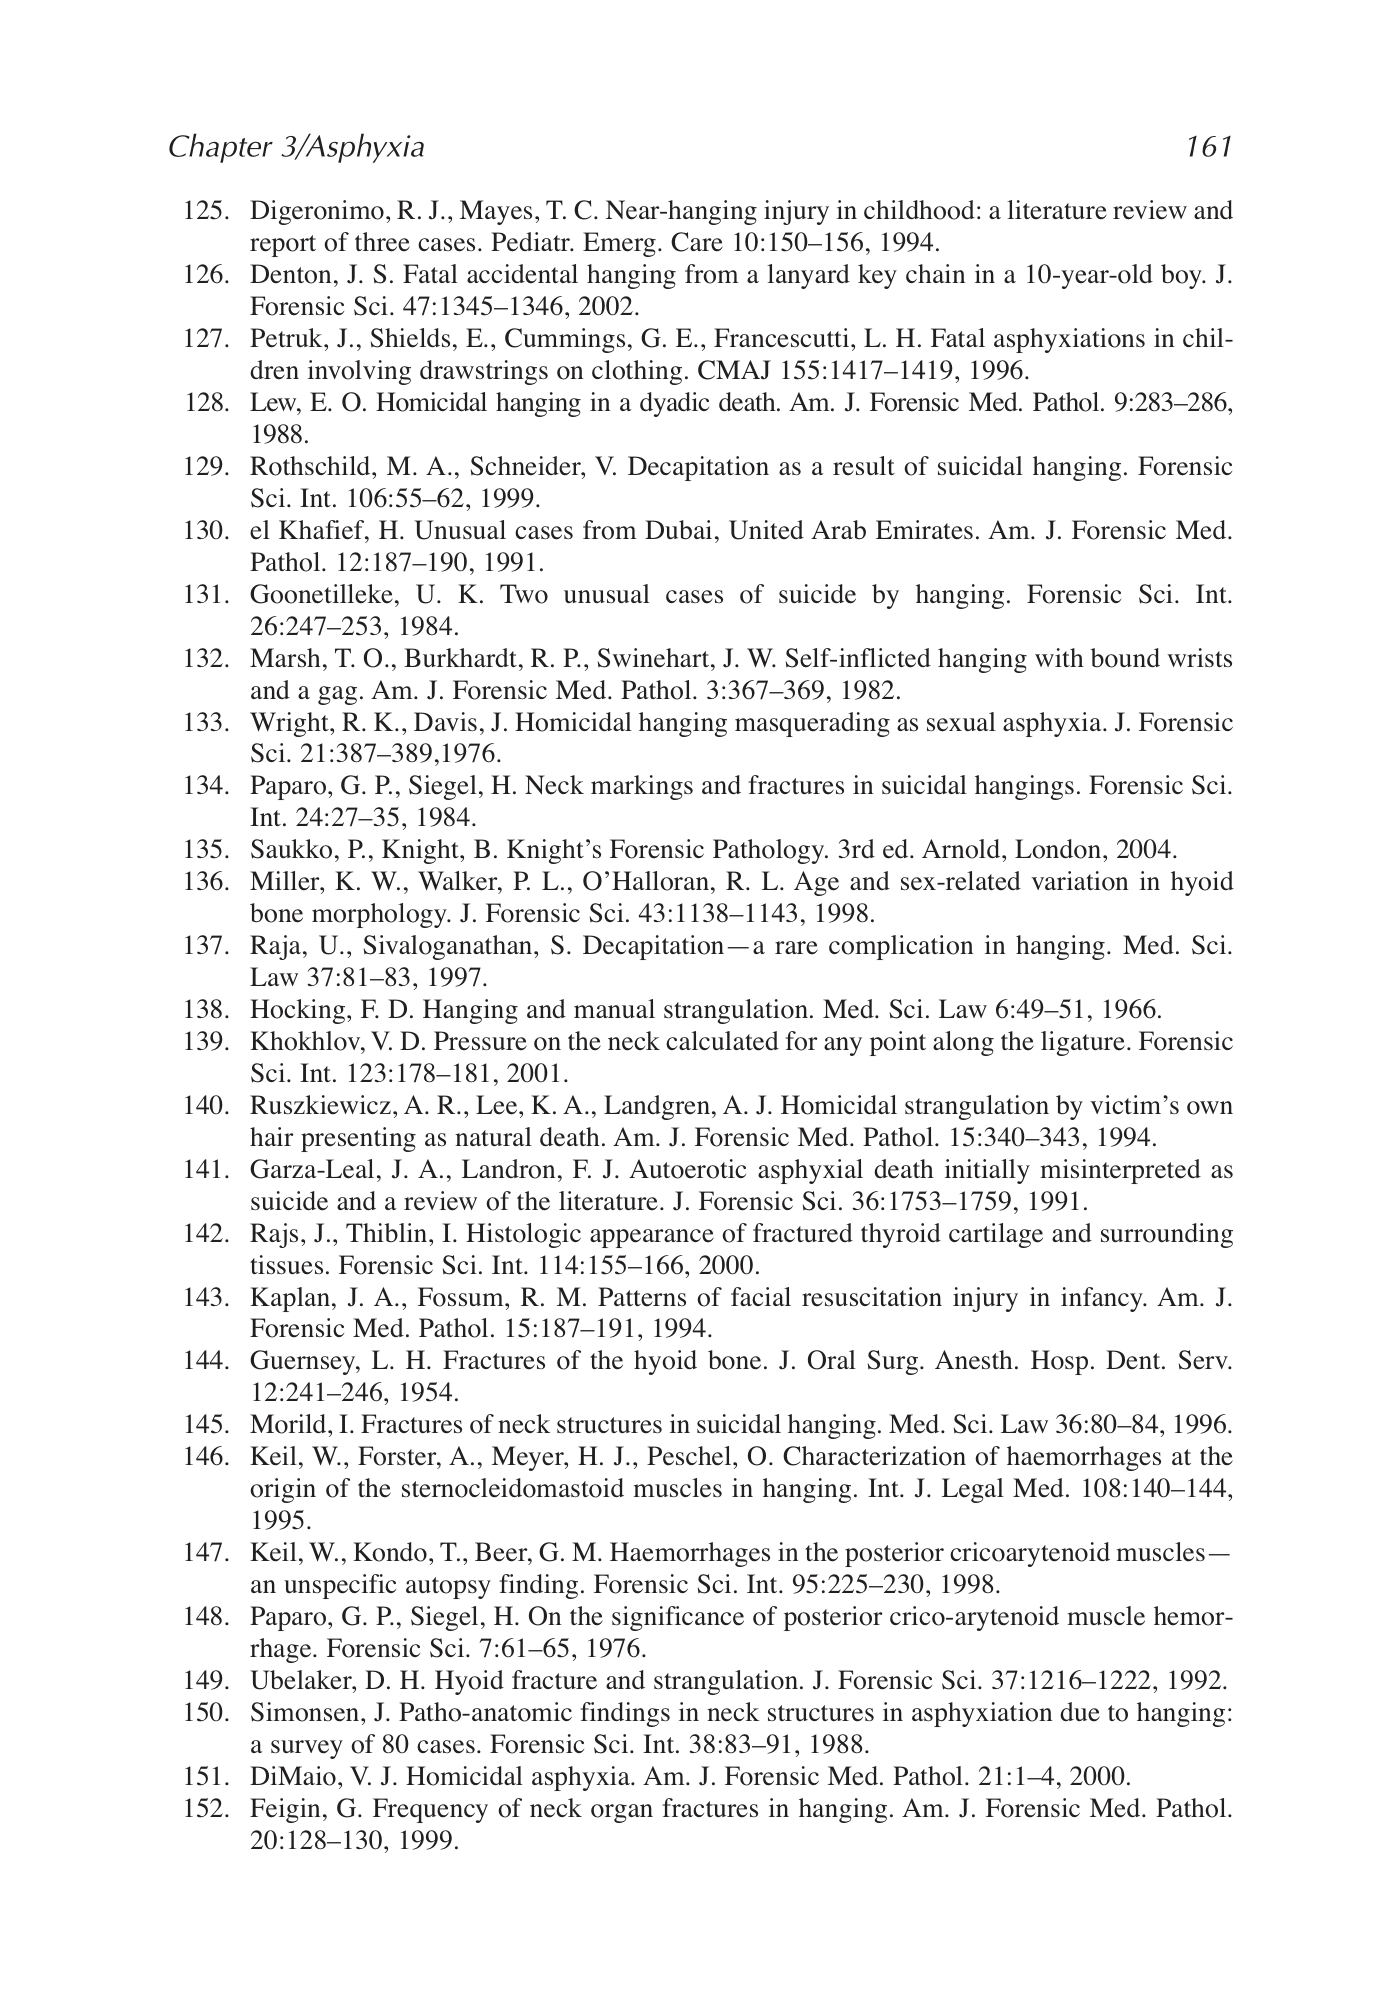 Chapter 3/Asphyxia 161
125. Digeronimo, R. J., Mayes, T. C. Near-hanging injury in childhood: a literature review and
report of three cases. Pediatr. Emerg. Care 10:150–156, 1994.
126. Denton, J. S. Fatal accidental hanging from a lanyard key chain in a 10-year-old boy. J.
Forensic Sci. 47:1345–1346, 2002.
127. Petruk, J., Shields, E., Cummings, G. E., Francescutti, L. H. Fatal asphyxiations in chil-
dren involving drawstrings on clothing. CMAJ 155:1417–1419, 1996.
128. Lew, E. O. Homicidal hanging in a dyadic death. Am. J. Forensic Med. Pathol. 9:283–286,
1988.
129. Rothschild, M. A., Schneider, V. Decapitation as a result of suicidal hanging. Forensic
Sci. Int. 106:55–62, 1999.
130. el Khafief, H. Unusual cases from Dubai, United Arab Emirates. Am. J. Forensic Med.
Pathol. 12:187–190, 1991.
131. Goonetilleke, U. K. Two unusual cases of suicide by hanging. Forensic Sci. Int.
26:247–253, 1984.
132. Marsh, T. O., Burkhardt, R. P., Swinehart, J. W. Self-inflicted hanging with bound wrists
and a gag. Am. J. Forensic Med. Pathol. 3:367–369, 1982.
133. Wright, R. K., Davis, J. Homicidal hanging masquerading as sexual asphyxia. J. Forensic
Sci. 21:387–389,1976.
134. Paparo, G. P., Siegel, H. Neck markings and fractures in suicidal hangings. Forensic Sci.
Int. 24:27–35, 1984.
135. Saukko, P., Knight, B. Knight’s Forensic Pathology. 3rd ed. Arnold, London, 2004.
136. Miller, K. W., Walker, P. L., O’Halloran, R. L. Age and sex-related variation in hyoid
bone morphology. J. Forensic Sci. 43:1138–1143, 1998.
137. Raja, U., Sivaloganathan, S. Decapitation—a rare complication in hanging. Med. Sci.
Law 37:81–83, 1997.
138. Hocking, F. D. Hanging and manual strangulation. Med. Sci. Law 6:49–51, 1966.
139. Khokhlov, V. D. Pressure on the neck calculated for any point along the ligature. Forensic
Sci. Int. 123:178–181, 2001.
140. Ruszkiewicz, A. R., Lee, K. A., Landgren, A. J. Homicidal strangulation by victim’s own
hair presenting as natural death. Am. J. Forensic Med. Pathol. 15:340–343, 1994.
141. Garza-Leal, J. A., Landron, F. J. Autoerotic asphyxial death initially misinterpreted as
suicide and a review of the literature. J. Forensic Sci. 36:1753–1759, 1991.
142. Rajs, J., Thiblin, I. Histologic appearance of fractured thyroid cartilage and surrounding
tissues. Forensic Sci. Int. 114:155–166, 2000.
143. Kaplan, J. A., Fossum, R. M. Patterns of facial resuscitation injury in infancy. Am. J.
Forensic Med. Pathol. 15:187–191, 1994.
144. Guernsey, L. H. Fractures of the hyoid bone. J. Oral Surg. Anesth. Hosp. Dent. Serv.
12:241–246, 1954.
145. Morild, I. Fractures of neck structures in suicidal hanging. Med. Sci. Law 36:80–84, 1996.
146. Keil, W., Forster, A., Meyer, H. J., Peschel, O. Characterization of haemorrhages at the
origin of the sternocleidomastoid muscles in hanging. Int. J. Legal Med. 108:140–144,
1995.
147. Keil, W., Kondo, T., Beer, G. M. Haemorrhages in the posterior cricoarytenoid muscles—
an unspecific autopsy finding. Forensic Sci. Int. 95:225–230, 1998.
148. Paparo, G. P., Siegel, H. On the significance of posterior crico-arytenoid muscle hemor-
rhage. Forensic Sci. 7:61–65, 1976.
149. Ubelaker, D. H. Hyoid fracture and strangulation. J. Forensic Sci. 37:1216–1222, 1992.
150. Simonsen, J. Patho-anatomic findings in neck structures in asphyxiation due to hanging:
a survey of 80 cases. Forensic Sci. Int. 38:83–91, 1988.
151. DiMaio, V. J. Homicidal asphyxia. Am. J. Forensic Med. Pathol. 21:1–4, 2000.
152. Feigin, G. Frequency of neck organ fractures in hanging. Am. J. Forensic Med. Pathol.
20:128–130, 1999.